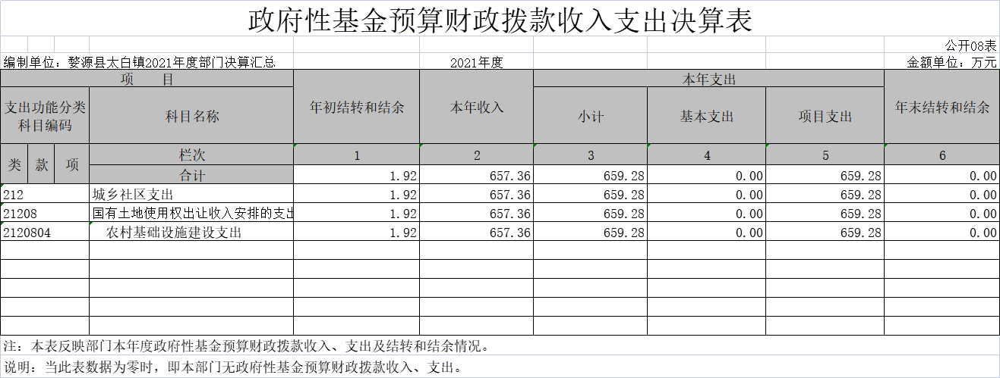 政府性基金预算财政拨款收入支出决算表
公开08表
编制单位：婺源县太白镇2021年度部门决算汇总 2021年度 金额单位：万元
项 目 年初结转和结余 本年收入 本年支出 年末结转和结余
支出功能分类科目编码 科目名称 小计 基本支出 项目支出
类 款 项 栏次 1 2 3 4 5 6
合计 1.92 657.36 659.28 0.00 659.28 0.00
212 城乡社区支出 1.92 657.36 659.28 0.00 659.28 0.00
21208 国有土地使用权出让收入安排的支出 1.92 657.36 659.28 0.00 659.28 0.00
2120804 农村基础设施建设支出 1.92 657.36 659.28 0.00 659.28 0.00
注：本表反映部门本年度政府性基金预算财政拨款收入、支出及结转和结余情况。
说明：当此表数据为零时，即本部门无政府性基金预算财政拨款收入、支出。